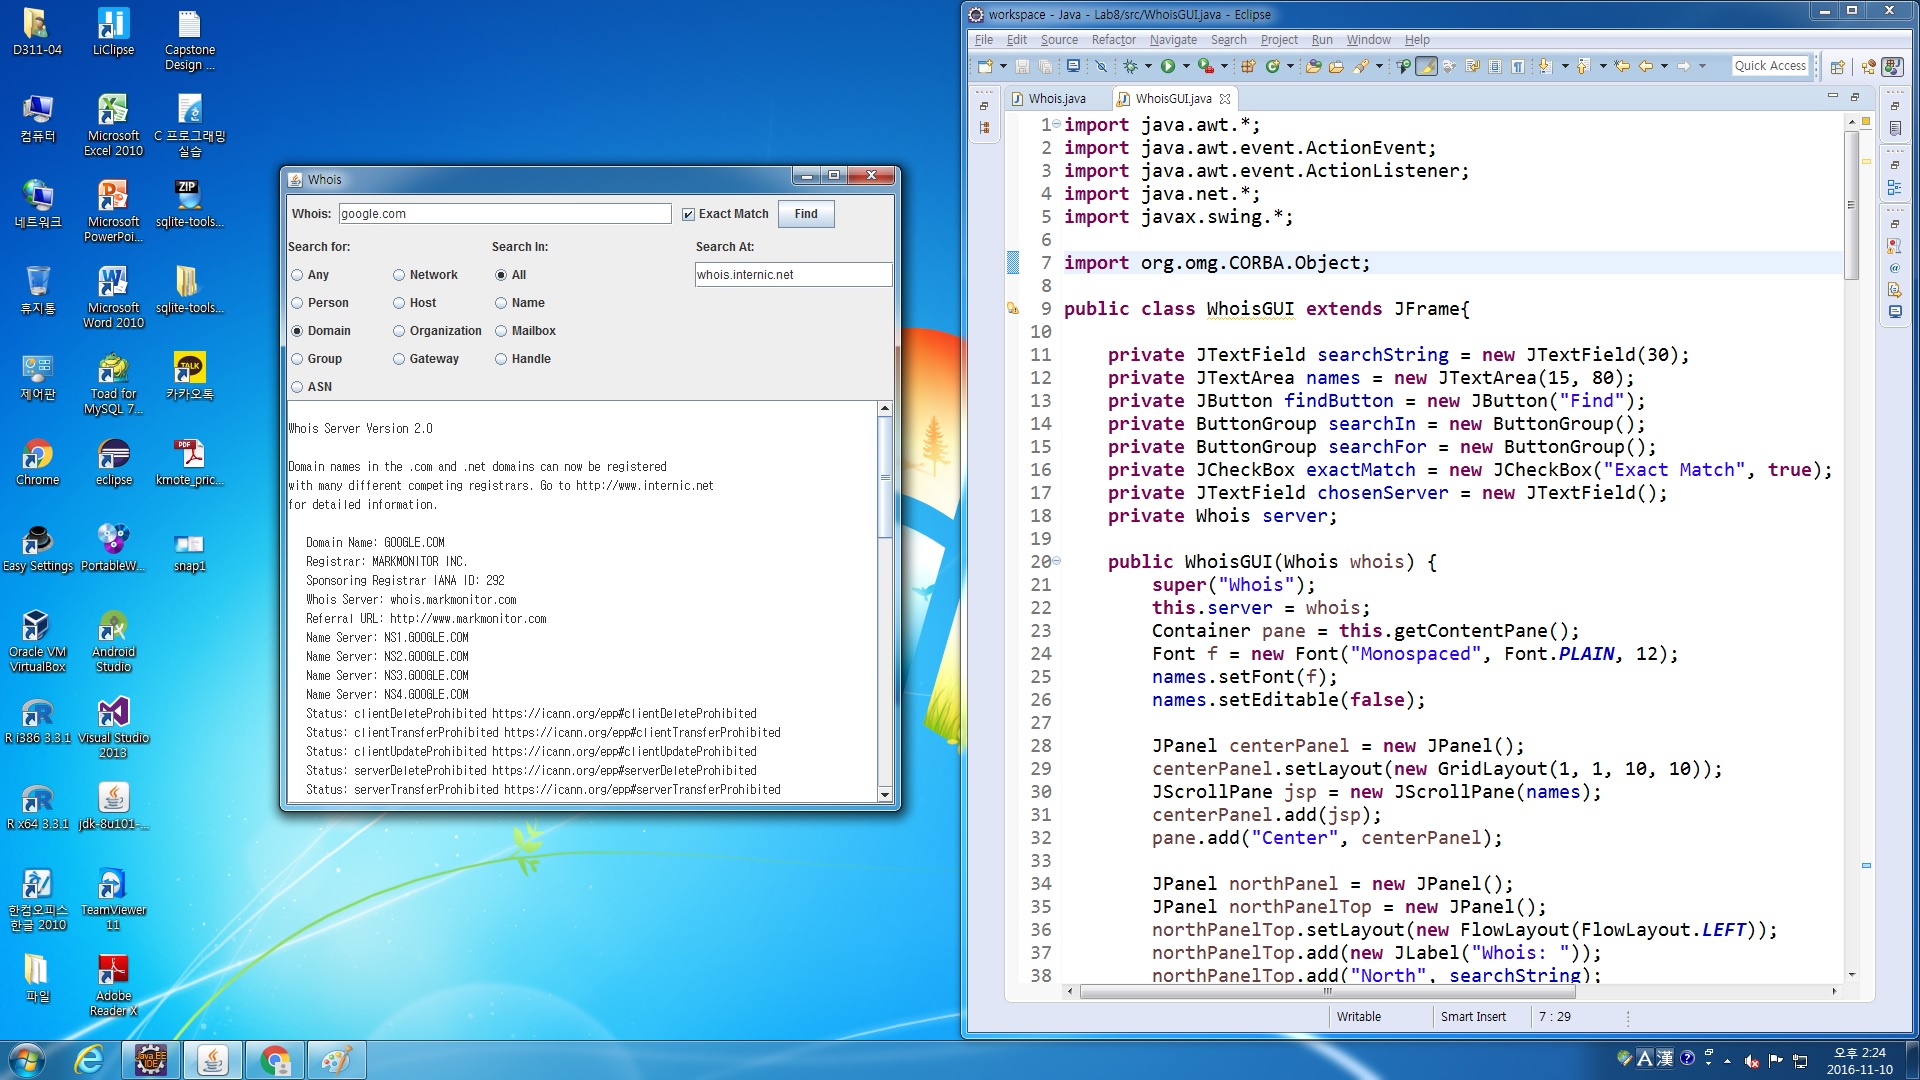 D311-04
LiClipse
Capstone
Design ...
컴퓨터
Microsoft
Excel 2010
C 프로그래밍
실습
네트워크
Microsoft
PowerPoi...
ZIP
sqlite-tools...
휴지통
Microsoft
Word 2010
sqlite-tools...
제어판
Toad for
MySQL 7...
TALK
카카오톡
Chrome
eclipse
PDF
kmote_pric...
Easy Settings
PortableW...
snap1
Oracle VM
VirtualBox
Android
Studio
R i386 3.3.1
Visual Studio
2013
R x64 3.3.1
jdk-8u101-...
한컴오피스
한글 2010
TeamViewer
11
파일
Adobe
Reader X
Whois
Whois: google.com Exact Match Find
Search for: Search In: Search At:
Any Network All whois.internic.net
Person Host Name
Domain Organization Mailbox
Group Gateway Handle
ASN
Whois Server Version 2.0
Domain names in the .com and .net domains can now be registered
with many different competing registrars. Go to http://www.internic.net
for detailed information.
Domain Name: GOOGLE.COM
Registrar: MARKMONITOR INC.
Sponsoring Registrar IANA ID: 292
Whois Server: whois.markmonitor.com
Referral URL: http://www.markmonitor.com
Name Server: NS1.GOOGLE.COM
Name Server: NS2.GOOGLE.COM
Name Server: NS3.GOOGLE.COM
Name Server: NS4.GOOGLE.COM
Status: clientDeleteProhibited https://icann.org/epp#clientDeleteProhibited
Status: clientTransferProhibited https://icann.org/epp#clientTransferProhibited
Status: clientUpdateProhibited https://icann.org/epp#clientUpdateProhibited
Status: serverDeleteProhibited https://icann.org/epp#serverDeleteProhibited
Status: serverTransferProhibited https://icann.org/epp#serverTransferProhibited
workspace - Java - Lab8/src/WhoisGUI.java - Eclipse
File Edit Source Refactor Navigate Search Project Run Window Help
Quick Access
Whois.java WhoisGUI.java
1 import java.awt.*;
2 import java.awt.event.ActionEvent;
3 import java.awt.event.ActionListener;
4 import java.net.*;
5 import javax.swing.*;
6
7 import org.omg.CORBA.Object;
8
9 public class WhoisGUI extends JFrame{
10
11 private JTextField searchString = new JTextField(30);
12 private JTextArea names = new JTextArea(15, 80);
13 private JButton findButton = new JButton("Find");
14 private ButtonGroup searchIn = new ButtonGroup();
15 private ButtonGroup searchFor = new ButtonGroup();
16 private JCheckBox exactMatch = new JCheckBox("Exact Match", true);
17 private JTextField chosenServer = new JTextField();
18 private Whois server;
19
20 public WhoisGUI(Whois whois) {
21 super("Whois");
22 this.server = whois;
23 Container pane = this.getContentPane();
24 Font f = new Font("Monospaced", Font.PLAIN, 12);
25 names.setFont(f);
26 names.setEditable(false);
27
28 JPanel centerPanel = new JPanel();
29 centerPanel.setLayout(new GridLayout(1, 1, 10, 10));
30 JScrollPane jsp = new JScrollPane(names);
31 centerPanel.add(jsp);
32 pane.add("Center", centerPanel);
33
34 JPanel northPanel = new JPanel();
35 JPanel northPanelTop = new JPanel();
36 northPanelTop.setLayout(new FlowLayout(FlowLayout.LEFT));
37 northPanelTop.add(new JLabel("Whois: "));
38 northPanelTop.add("North", searchString);
Writable Smart Insert 7 : 29
Java EE
IDE
A 漢
오후 2:24
2016-11-10